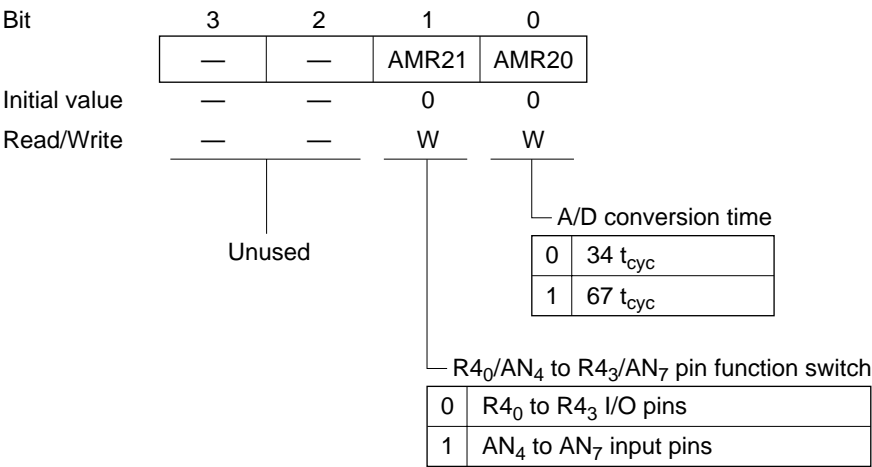 Bit 3 2 1 0
— — AMR21 AMR20
Initial value — — 0 0
Read/Write — — W W
A/D conversion time
Unused
0 34 tcyc
1 67 tcyc
R40/AN4 to R43/AN7 pin function switch
0 R40 to R43 I/O pins
1 AN4 to AN7 input pins